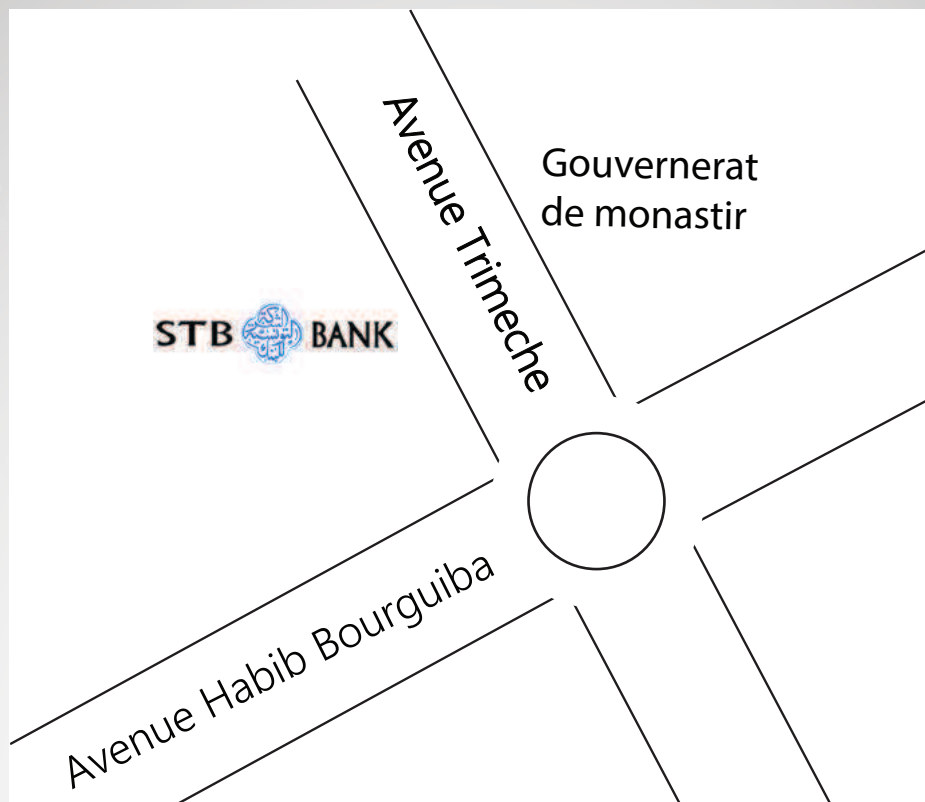 Avenue Trimeche
Gouvernerat
de monastir
STB BANK
Avenue Habib Bourguiba